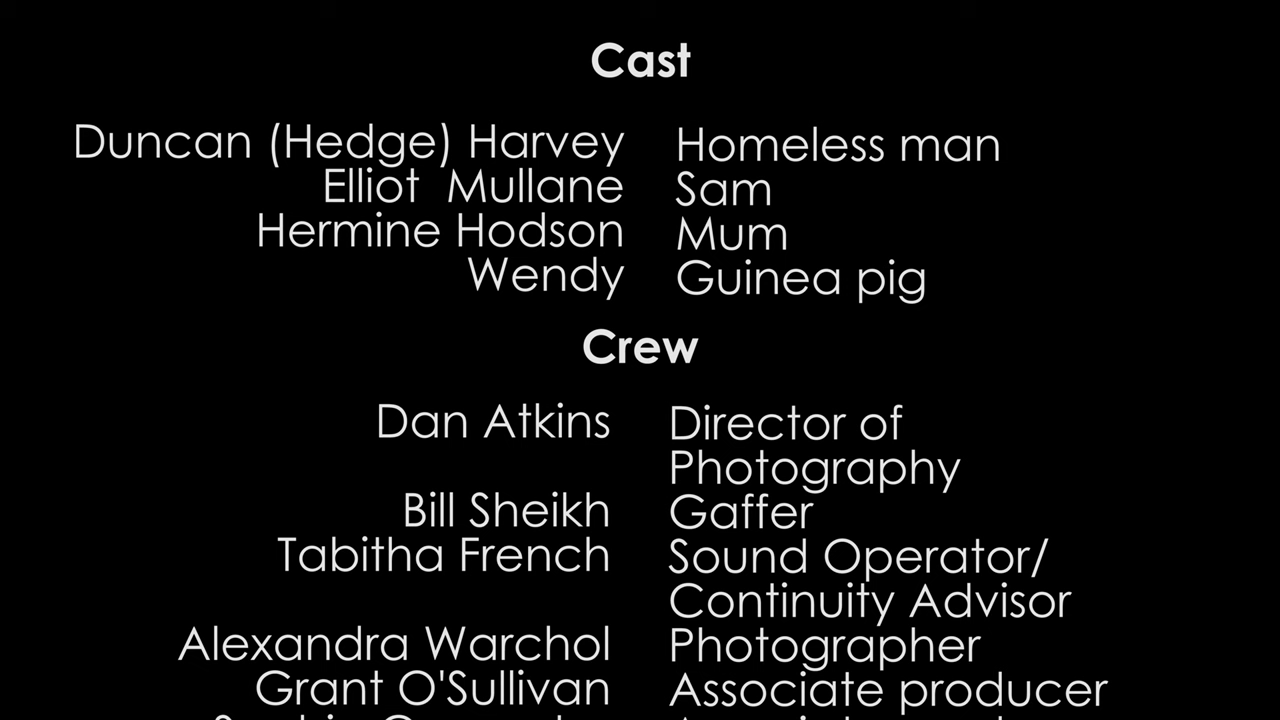 Cast
Duncan (Hedge) Harvey Homeless man
Elliot Mullane Sam
Hermine Hodson Mum
Wendy Guinea pig
Crew
Dan Atkins Director of
Photography
Bill Sheikh Gaffer
Tabitha French Sound Operator/
Continuity Advisor
Alexandra Warchol Photographer
Grant O'Sullivan Associate producer